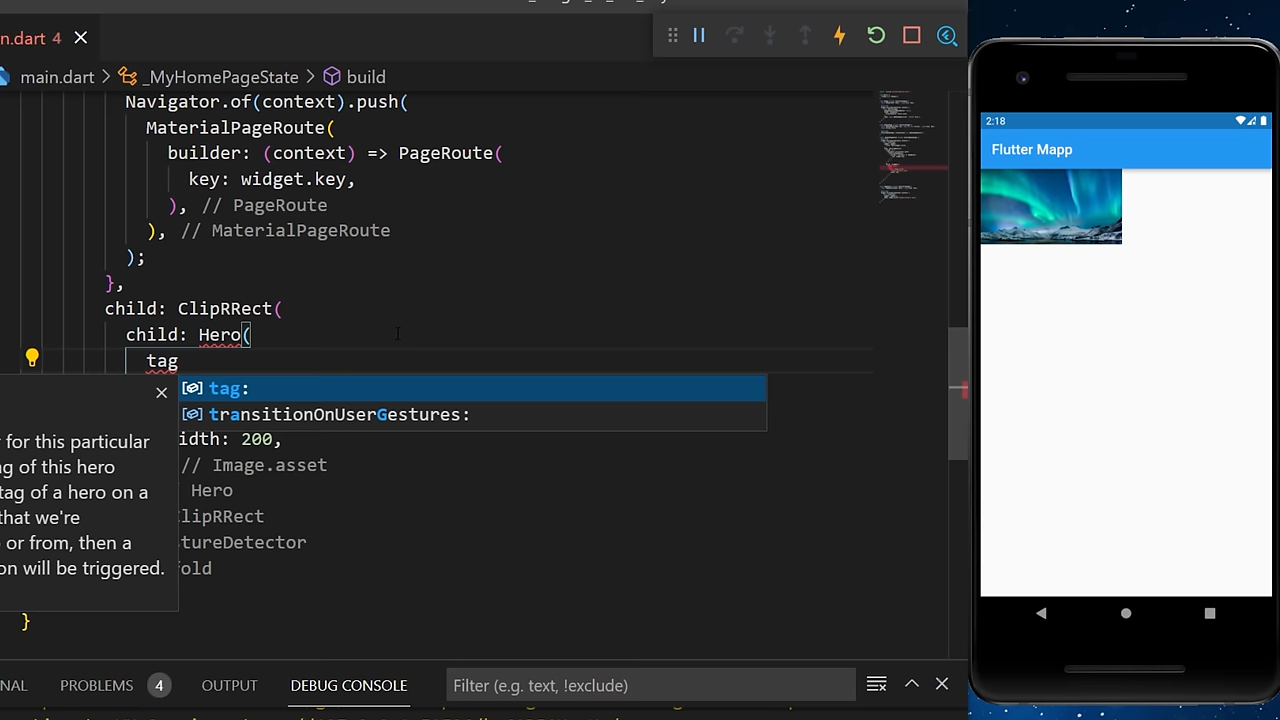 n.dart 4
main.dart > _MyHomePageState > build
Navigator.of(context).push(
MaterialPageRoute(
builder: (context) => PageRoute(
key: widget.key,
), // PageRoute
), // MaterialPageRoute
);
},
child: ClipRRect(
child: Hero(
tag
tag:
transitionOnUserGestures:
for this particular
idth: 200,
g of this hero
// Image.asset
tag of a hero on a
Hero
that we're
lipRRect
or from, then a
stureDetector
on will be triggered.
fold
}
NAL PROBLEMS 4 OUTPUT DEBUG CONSOLE Filter (e.g. text, !exclude)
2:18
Flutter Mapp